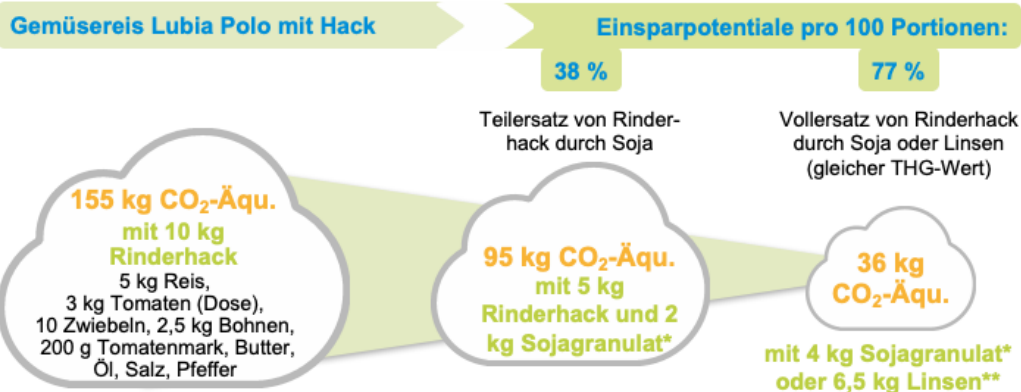 Gemüsereis Lubia Polo mit Hack
Einsparpotentiale pro 100 Portionen:
38 %
77 %
Teilersatz von Rinder-
hack durch Soja
Vollersatz von Rinderhack
durch Soja oder Linsen
(gleicher THG-Wert)
155 kg CO₂-Äqu.
mit 10 kg
Rinderhack
5 kg Reis,
3 kg Tomaten (Dose),
10 Zwiebeln, 2,5 kg Bohnen,
200 g Tomatenmark, Butter,
Öl, Salz, Pfeffer
95 kg CO₂-Äqu.
mit 5 kg
Rinderhack und 2
kg Sojagranulat*
36 kg
CO₂-Äqu.
mit 4 kg Sojagranulat*
oder 6,5 kg Linsen**